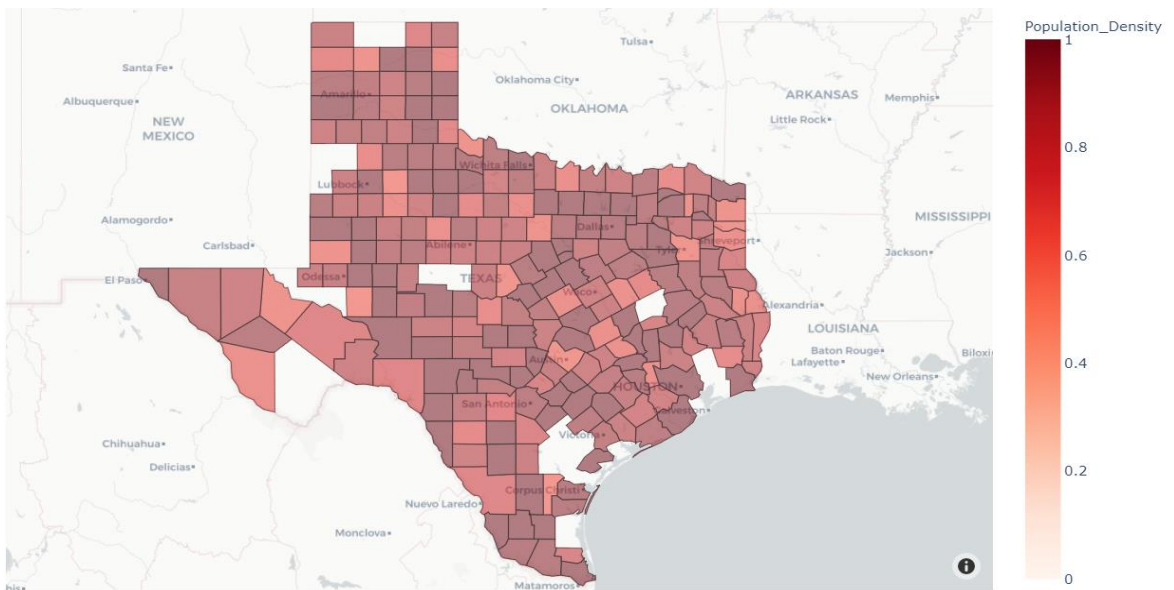 Population_Density
1
0.8
0.6
0.4
0.2
0
Tulsa
Santa Fe
Oklahoma City
Amarillo
ARKANSAS
Memphis
Albuquerque
OKLAHOMA
Little Rock
NEW
MEXICO
Wichita Falls
Lubbock
Alamogordo
MISSISSIPPI
Dallas
Carlsbad
Abilene
Tyler
Shreveport
Jackson
El Paso
Odessa
TEXAS
Waco
Alexandria
LOUISIANA
Baton Rouge
Biloxi
Austin
Lafayette
HOUSTON
New Orleans
San Antonio
Galveston
Chihuahua
Victoria
Delicias
Corpus Christi
Nuevo Laredo
Monclova
Matamoros
i